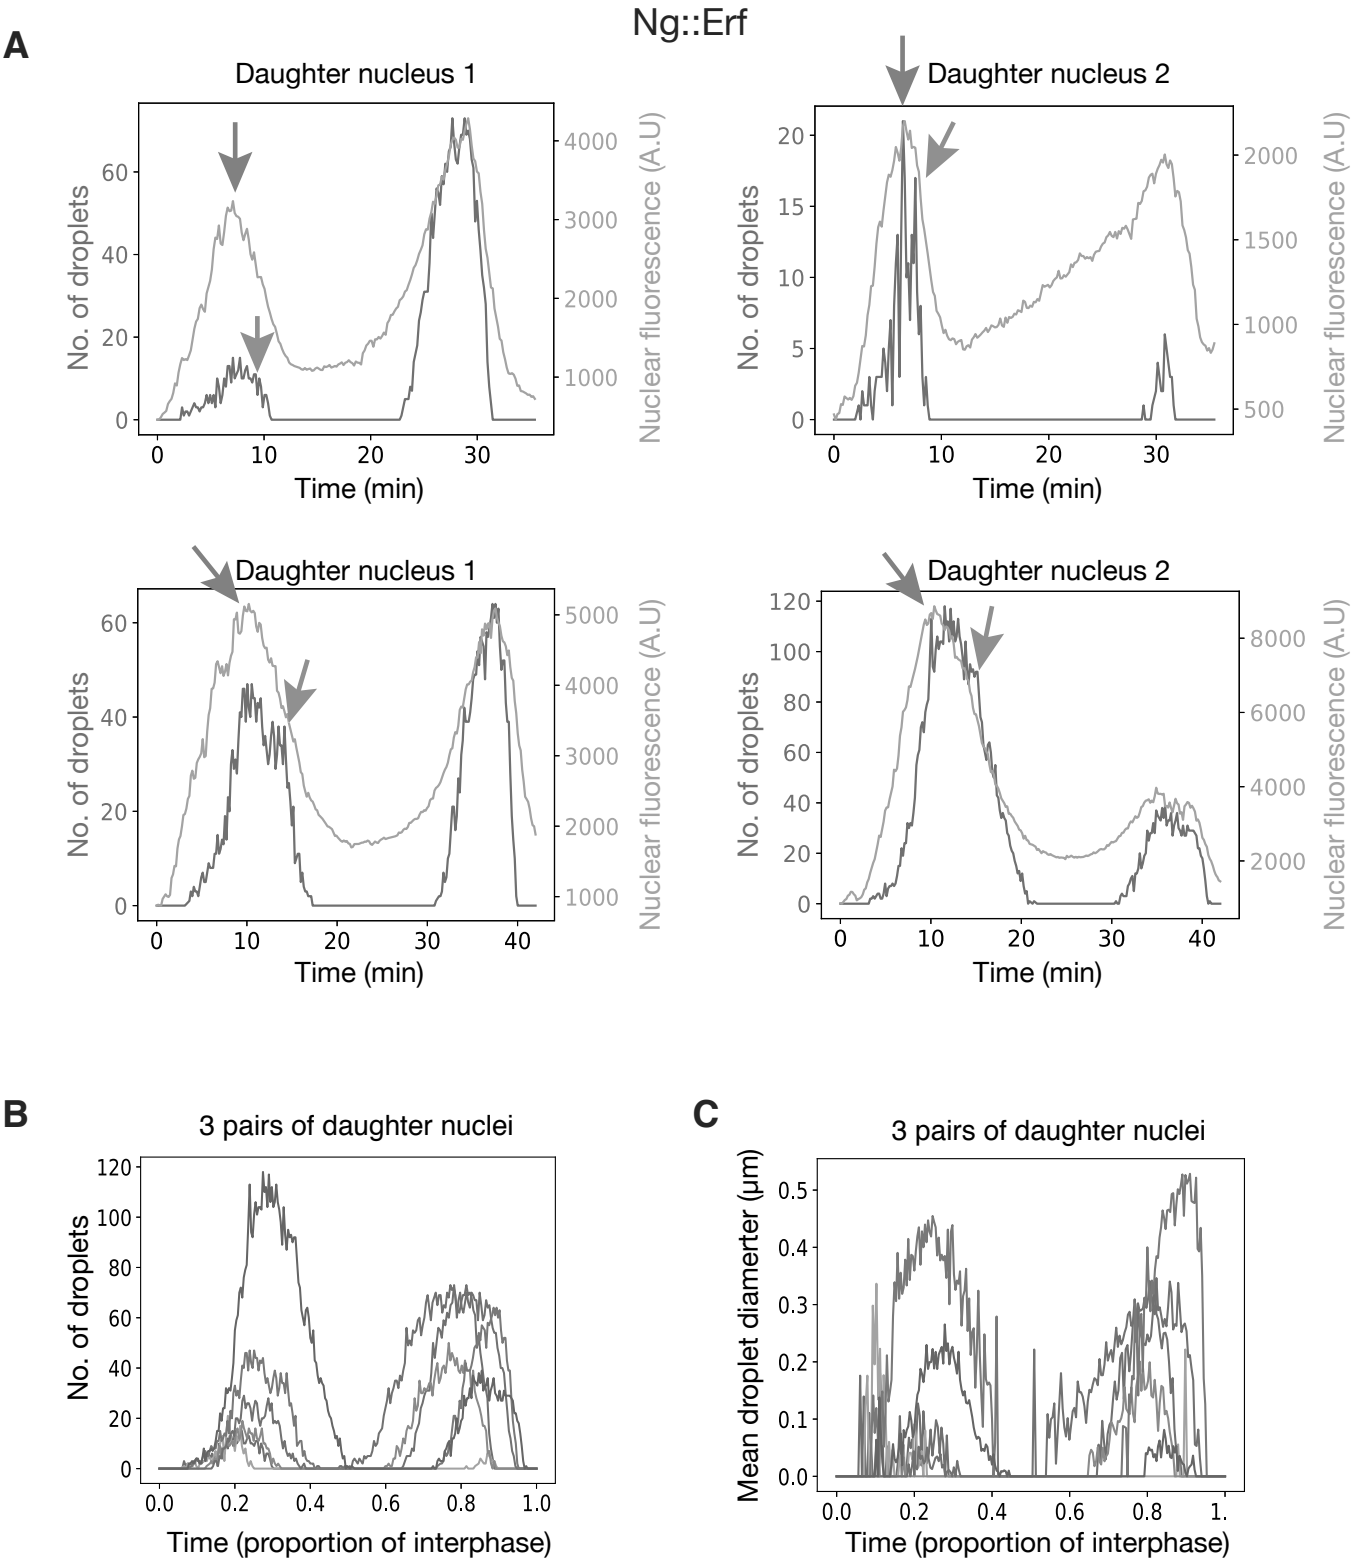 Ng::Erf
A
Daughter nucleus 1
No. of droplets
60
40
20
0
4000
3000
2000
1000
Nuclear fluorescence (A.U)
0 10 20 30
Time (min)
Daughter nucleus 2
No. of droplets
20
15
10
5
0
2000
1500
1000
500
Nuclear fluorescence (A.U)
0 10 20 30
Time (min)
Daughter nucleus 1
No. of droplets
60
40
20
0
5000
4000
3000
2000
1000
Nuclear fluorescence (A.U)
0 10 20 30 40
Time (min)
Daughter nucleus 2
No. of droplets
120
100
80
60
40
20
0
8000
6000
4000
2000
Nuclear fluorescence (A.U)
0 10 20 30 40
Time (min)
B
3 pairs of daughter nuclei
No. of droplets
120
100
80
60
40
20
0
0.0 0.2 0.4 0.6 0.8 1.0
Time (proportion of interphase)
C
3 pairs of daughter nuclei
Mean droplet diamerter (μm)
0.5
0.4
0.3
0.2
0.1
0.0
0.0 0.2 0.4 0.6 0.8 1.
Time (proportion of interphase)